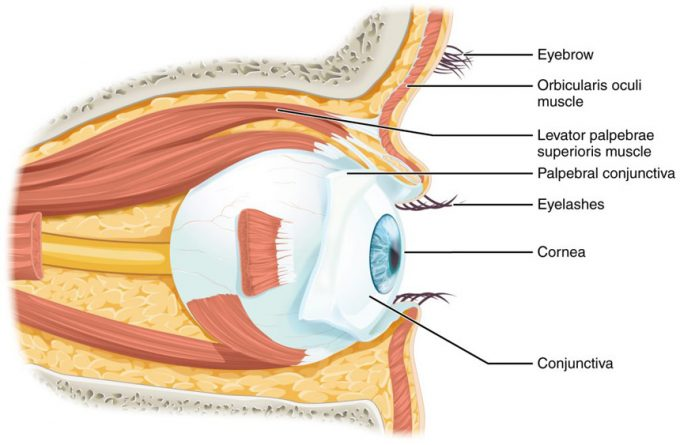 Eyebrow
Orbicularis oculi
muscle
Levator palpebrae
superioris muscle
Palpebral conjunctiva
Eyelashes
Cornea
Conjunctiva